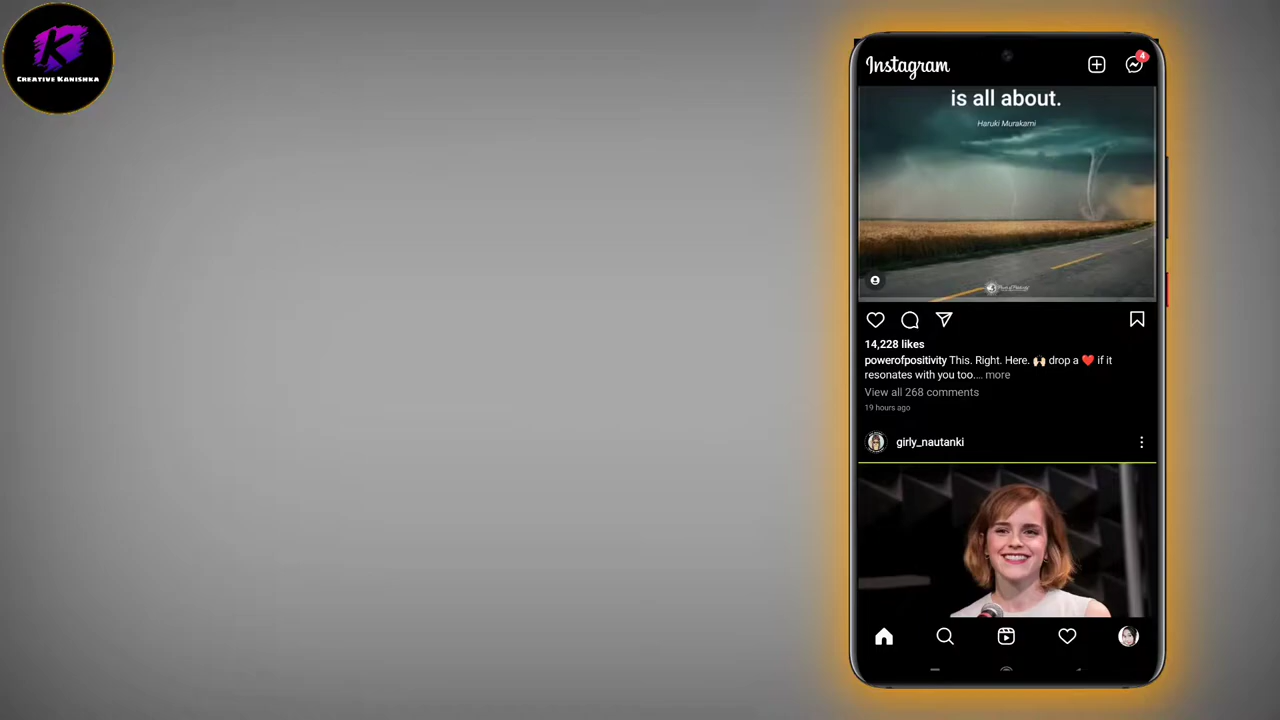 K
CREATIVE KANISHKA
Instagram
4
is all about.
Haruki Murakami
14,228 likes
powerofpositivity This. Right. Here. 🙌🏻 drop a ❤️ if it
resonates with you too.... more
View all 268 comments
19 hours ago
girly_nautanki